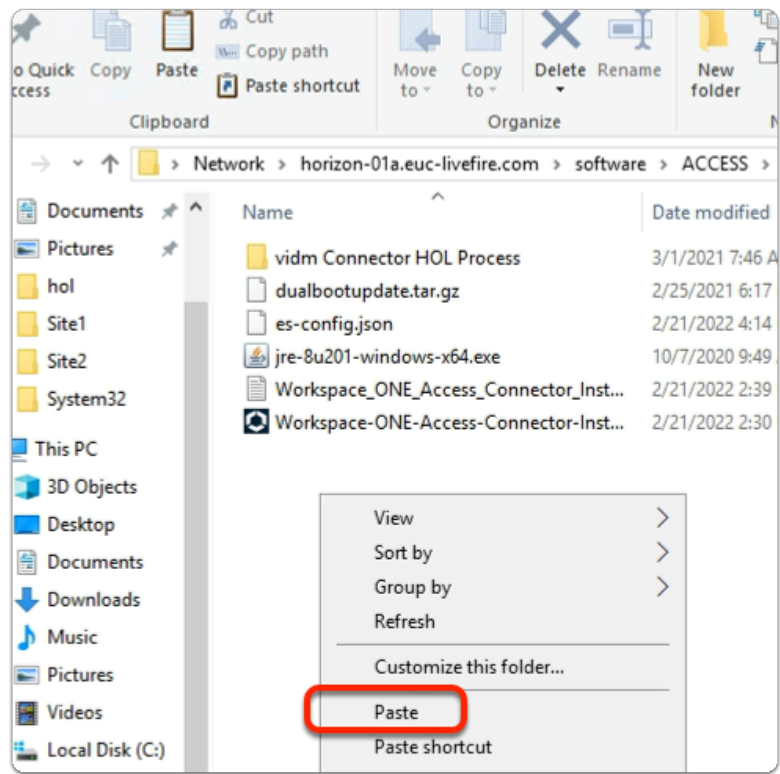 Cut
Copy path
Paste shortcut
o Quick
ccess
Copy
Paste
Move
to
Copy
to
Delete
Rename
New
folder
Clipboard
Organize
Network > horizon-01a.euc-livefire.com > software > ACCESS >
Documents
Pictures
hol
Site1
Site2
System32
This PC
3D Objects
Desktop
Documents
Downloads
Music
Pictures
Videos
Local Disk (C:)
Name Date modified
vidm Connector HOL Process 3/1/2021 7:46 A
dualbootupdate.tar.gz 2/25/2021 6:17
es-config.json 2/21/2022 4:14
jre-8u201-windows-x64.exe 10/7/2020 9:49
Workspace_ONE_Access_Connector_Inst... 2/21/2022 2:39
Workspace-ONE-Access-Connector-Inst... 2/21/2022 2:30
View
Sort by
Group by
Refresh
Customize this folder...
Paste
Paste shortcut